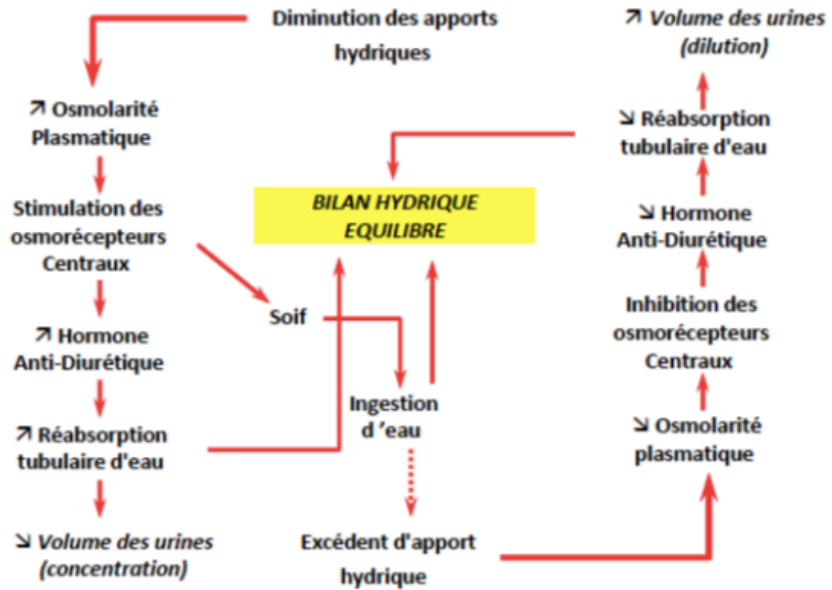 Diminution des apports
hydriques
↗ Osmolarité
Plasmatique
Stimulation des
osmorécepteurs
Centraux
↗ Hormone
Anti-Diurétique
↗ Réabsorption
tubulaire d'eau
↘ Volume des urines
(concentration)
BILAN HYDRIQUE
EQUILIBRE
Soif
Ingestion
d 'eau
Excédent d'apport
hydrique
↗ Volume des urines
(dilution)
↘ Réabsorption
tubulaire d'eau
↘ Hormone
Anti-Diurétique
Inhibition des
osmorécepteurs
Centraux
↘ Osmolarité
plasmatique